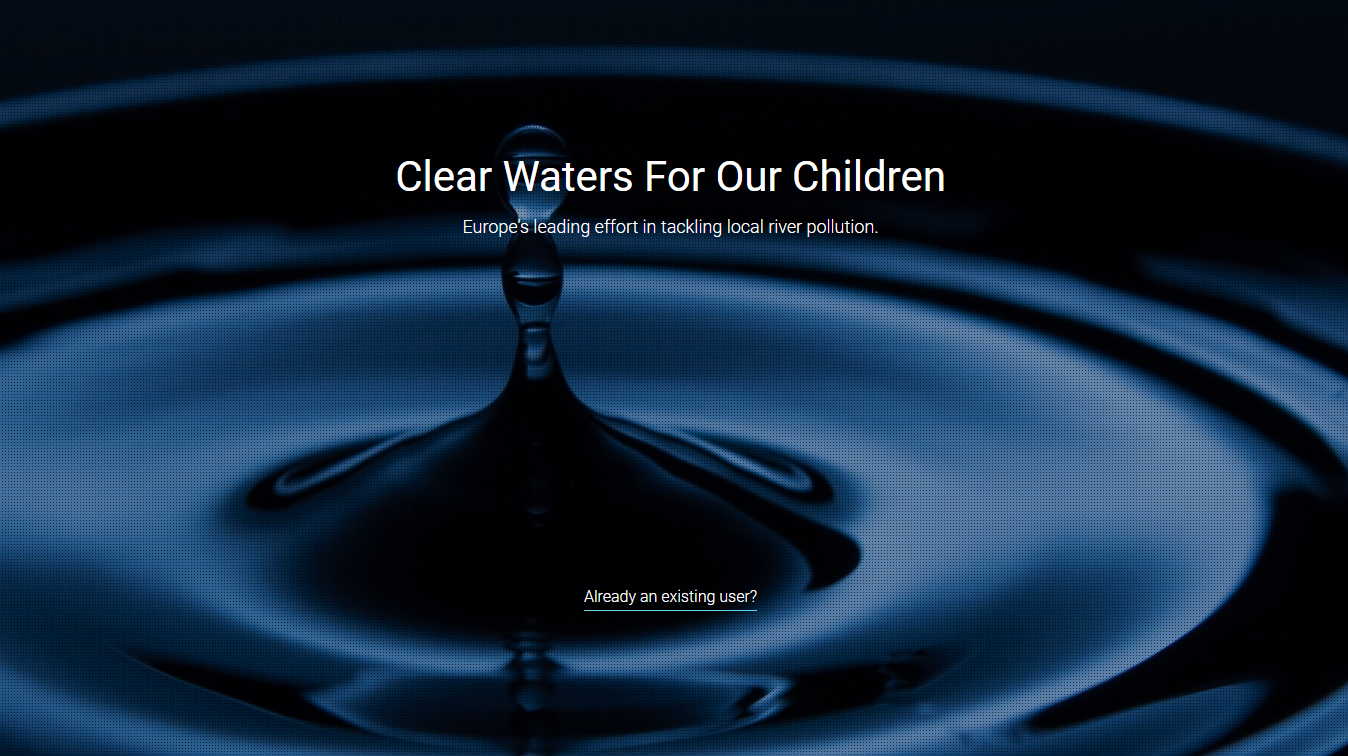 Clear Waters For Our Children
Europe's leading effort in tackling local river pollution.
Already an existing user?